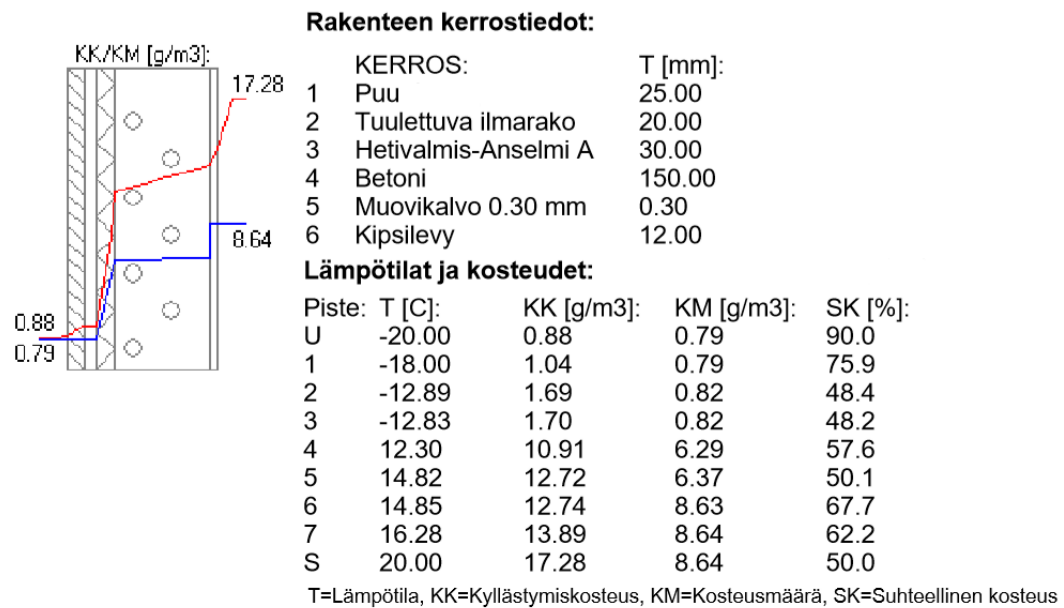 KK/KM [g/m3]:
17.28
8.64
0.88
0.79
Rakenteen kerrostiedot:
KERROS: T [mm]:
1 Puu 25.00
2 Tuulettuva ilmarako 20.00
3 Hetivalmis-Anselmi A 30.00
4 Betoni 150.00
5 Muovikalvo 0.30 mm 0.30
6 Kipsilevy 12.00
Lämpötilat ja kosteudet:
Piste: T [C]: KK [g/m3]: KM [g/m3]: SK [%]:
U -20.00 0.88 0.79 90.0
1 -18.00 1.04 0.79 75.9
2 -12.89 1.69 0.82 48.4
3 -12.83 1.70 0.82 48.2
4 12.30 10.91 6.29 57.6
5 14.82 12.72 6.37 50.1
6 14.85 12.74 8.63 67.7
7 16.28 13.89 8.64 62.2
S 20.00 17.28 8.64 50.0
T=Lämpötila, KK=Kyllästymiskosteus, KM=Kosteusmäärä, SK=Suhteellinen kosteus